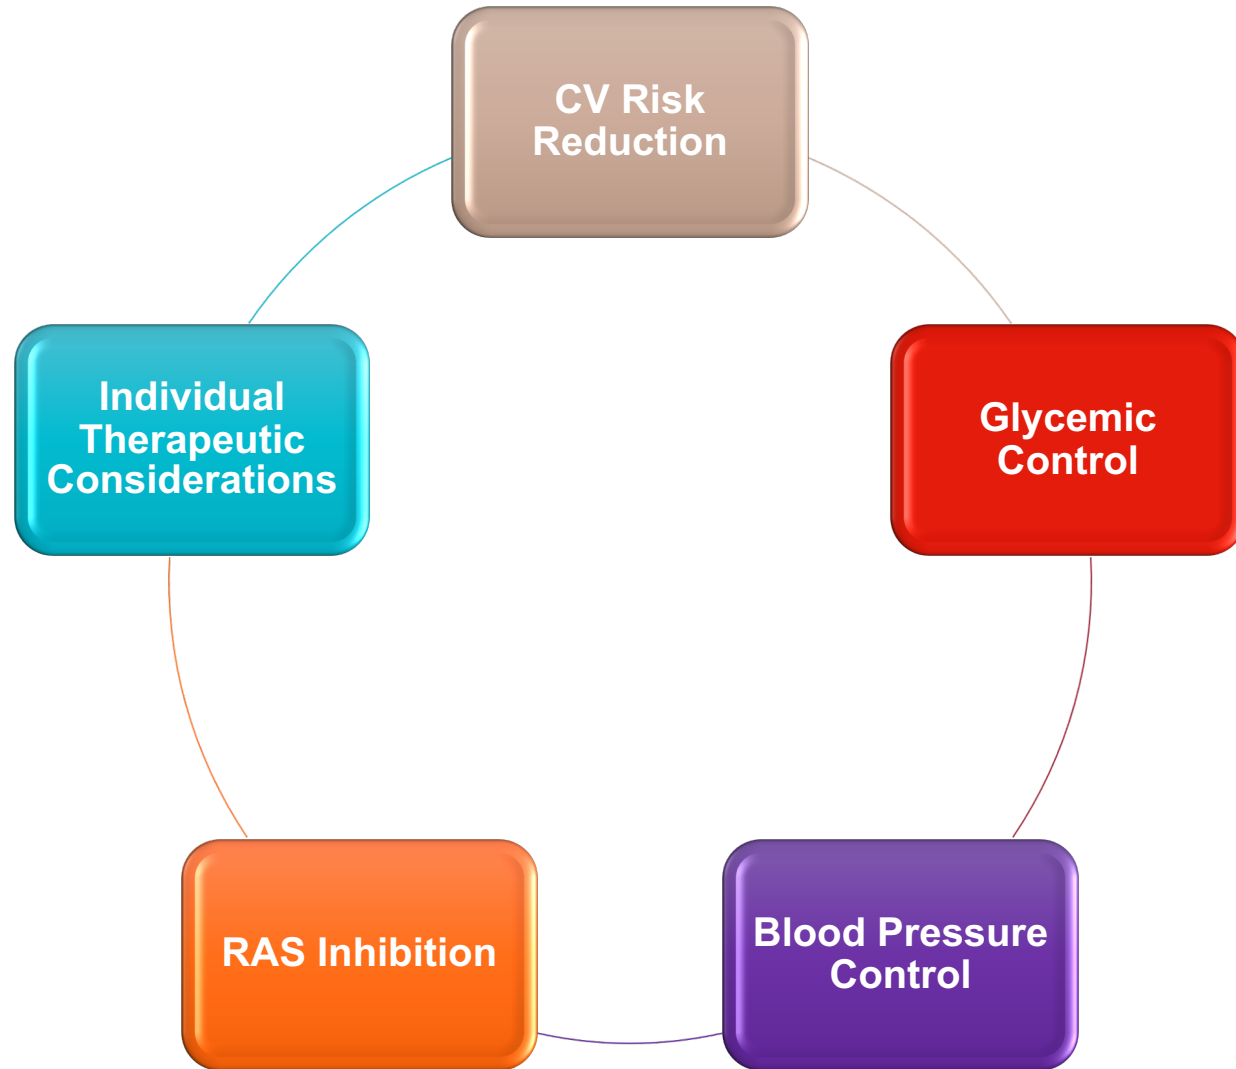 CV Risk
Reduction
Glycemic
Control
Blood Pressure
Control
RAS Inhibition
Individual
Therapeutic
Considerations